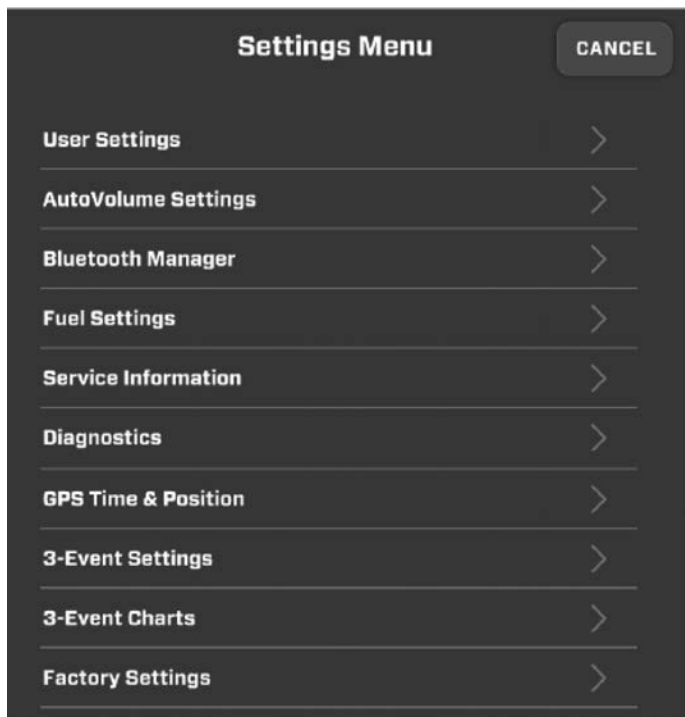 Settings Menu
CANCEL
User Settings
AutoVolume Settings
Bluetooth Manager
Fuel Settings
Service Information
Diagnostics
GPS Time & Position
3-Event Settings
3-Event Charts
Factory Settings